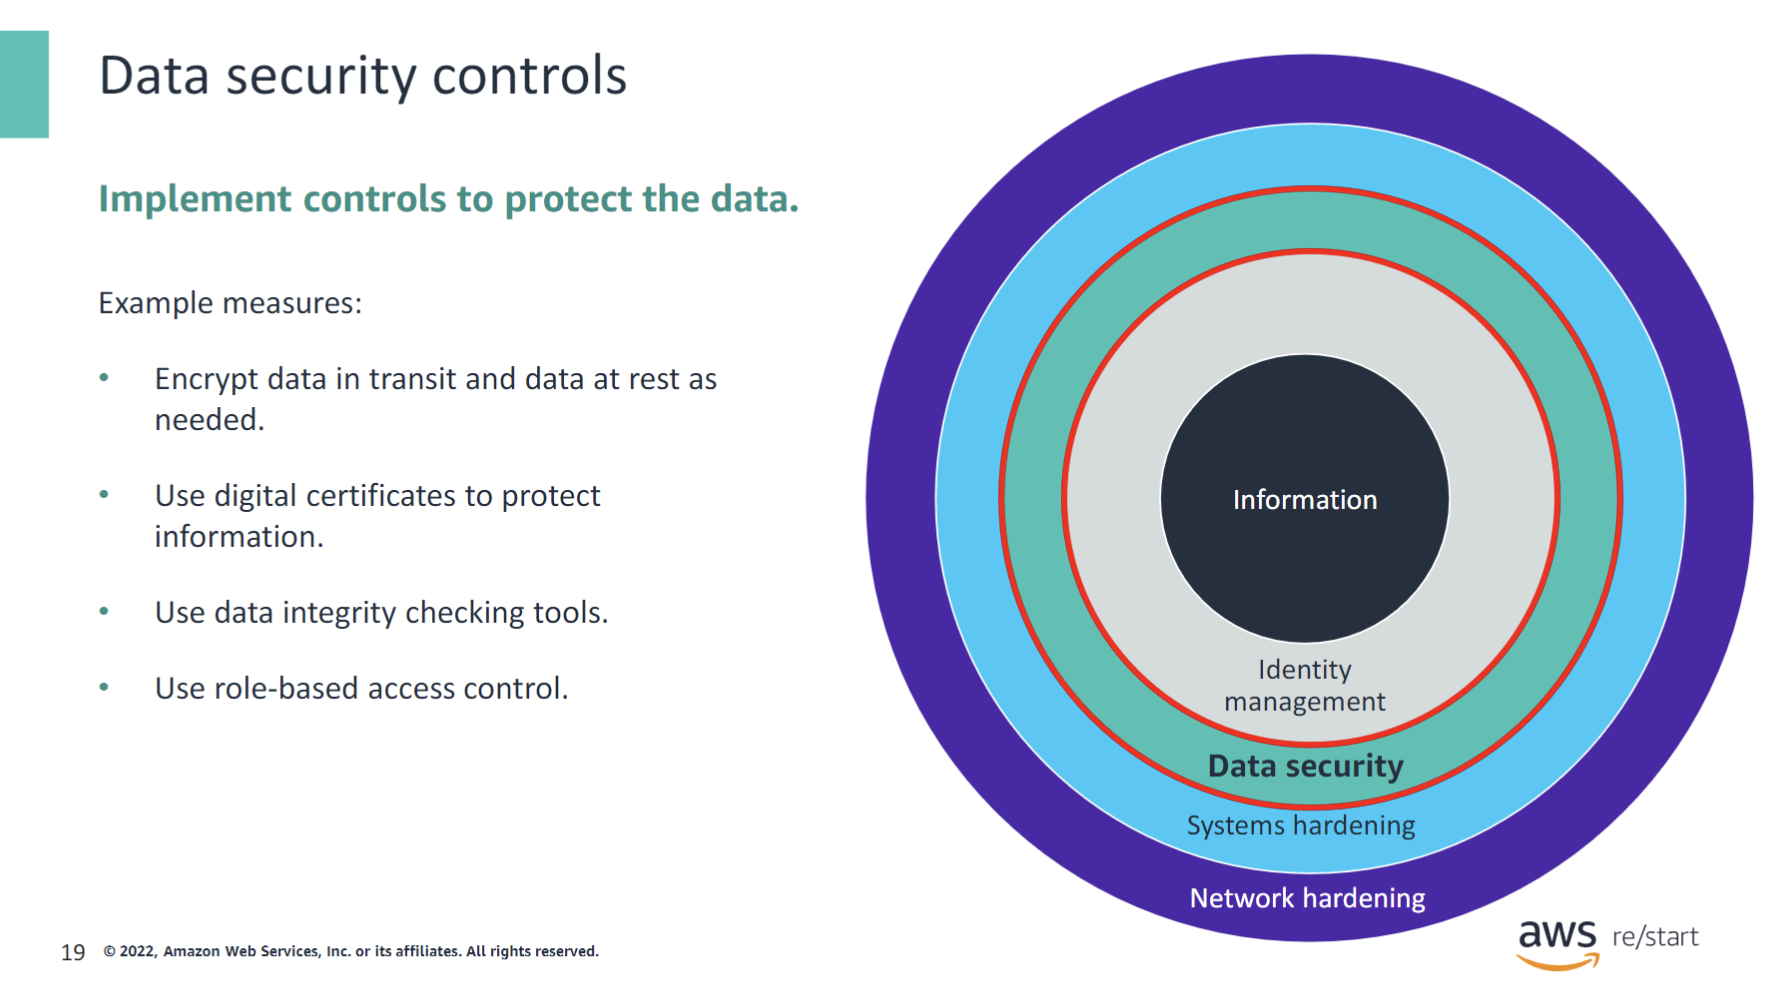 Data security controls
Implement controls to protect the data.
Example measures:
• Encrypt data in transit and data at rest as
needed.
• Use digital certificates to protect
information.
• Use data integrity checking tools.
• Use role-based access control.
Information
Identity
management
Data security
Systems hardening
Network hardening
19 © 2022, Amazon Web Services, Inc. or its affiliates. All rights reserved.
aws re/start